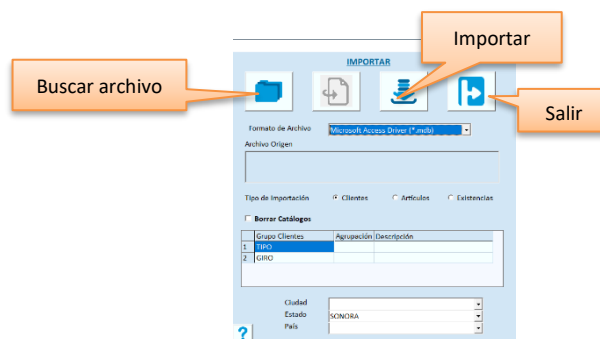 Importar
IMPORTAR
Buscar archivo
Salir
Formato de Archivo Microsoft Access Driver (*.mdb)
Archivo Origen
Tipo de Importación Clientes Artículos Existencias
Borrar Catálogos
Grupo Clientes Agrupación Descripción
1 TIPO
2 GIRO
Ciudad
Estado SONORA
País
?